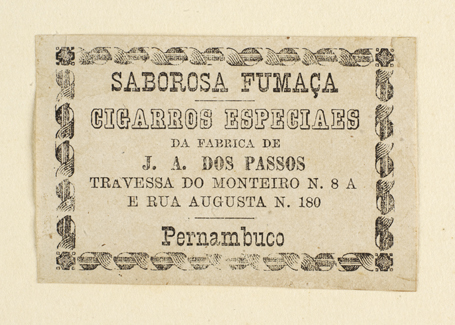 SABOROSA FUMAÇA
CIGARROS ESPECIAES
DA FABRICA DE
J. A. DOS PASSOS
TRAVESSA DO MONTEIRO N. 8 A
E RUA AUGUSTA N. 180
Pernambuco